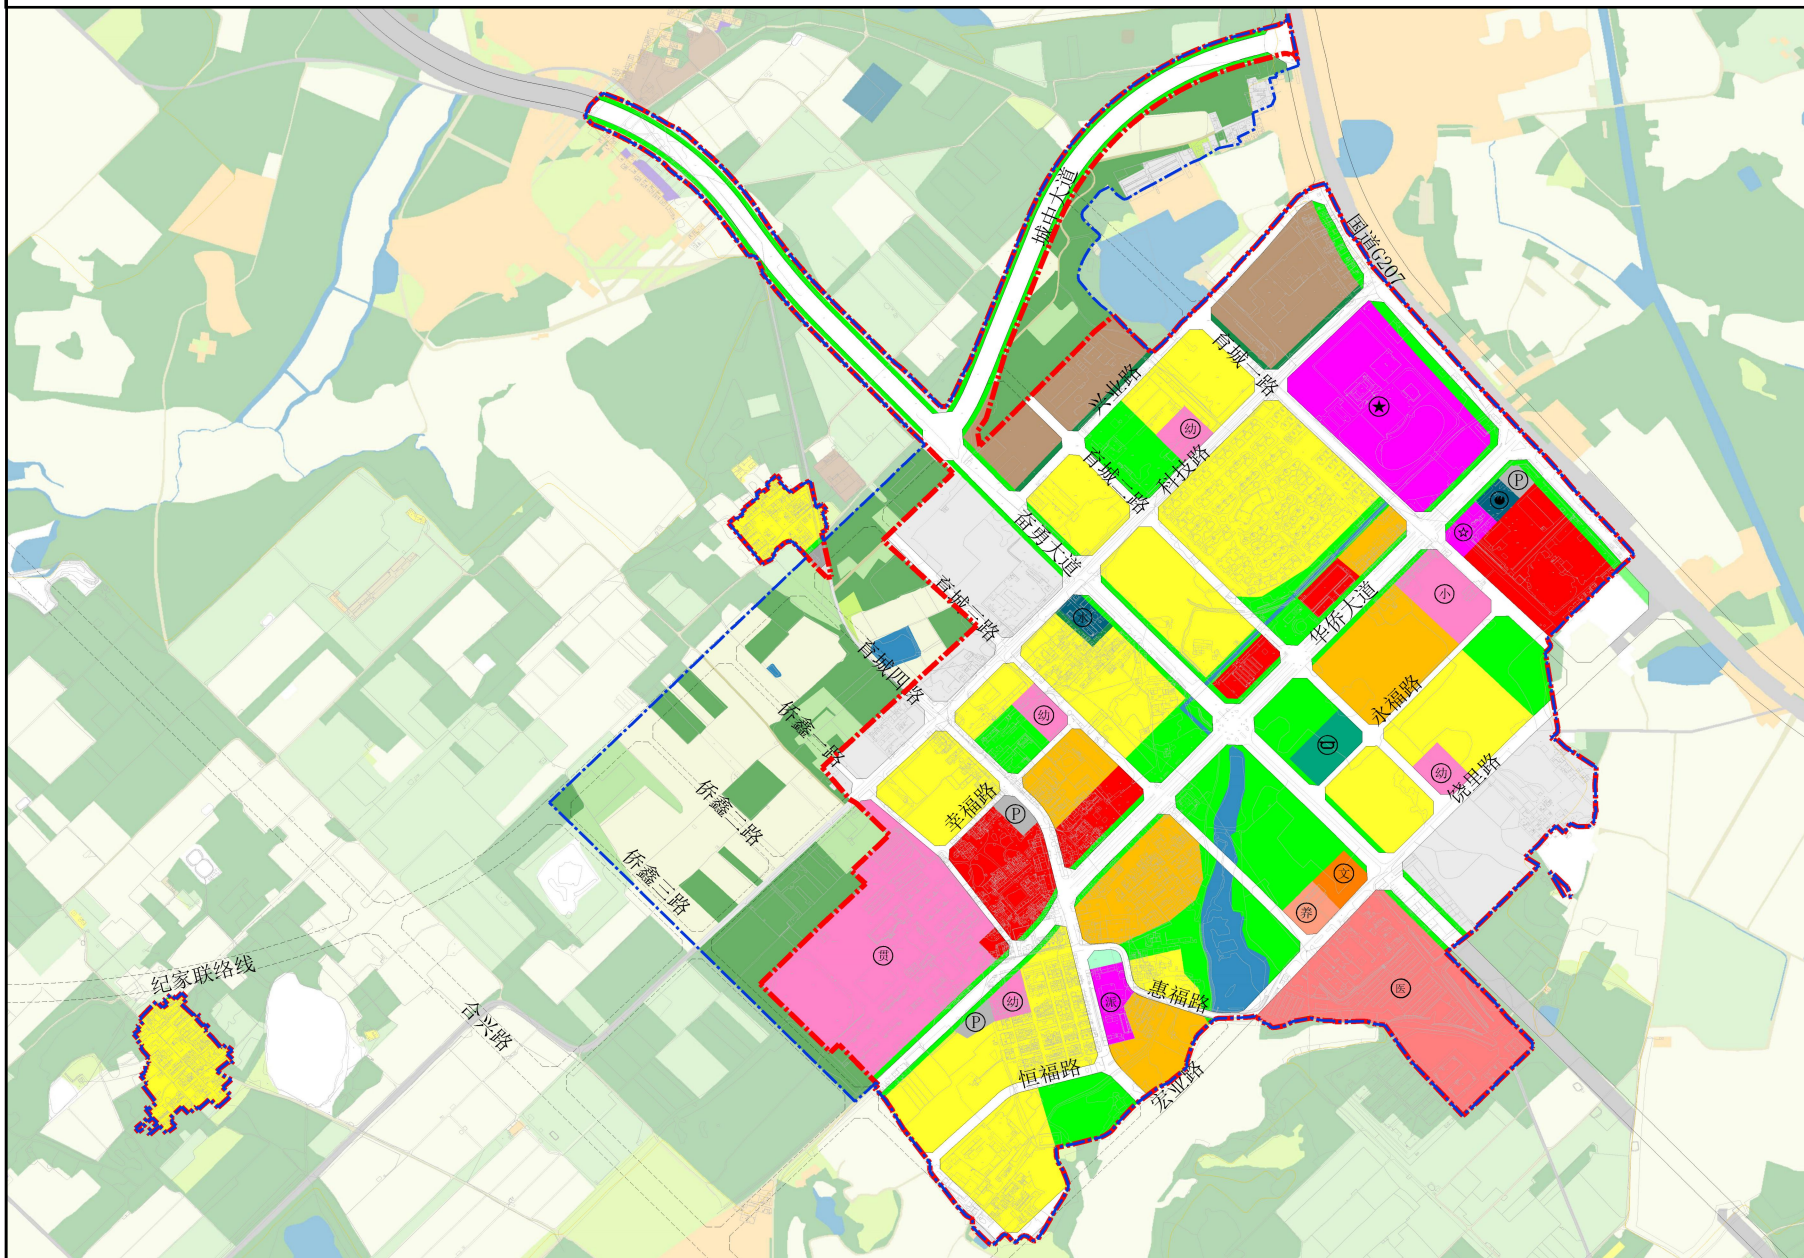 城中大道
国道G207
育城一路
兴业路
幼
科技路
育城二路
P
奋勇大道
小
育城三路
华侨大道
育城四路
永福路
侨鑫一路
幼
幼
饶里路
侨鑫二路
幸福路
P
侨鑫三路
文
养
贯
纪家联络线
医
惠福路
派
幼
P
合兴路
恒福路
宏业路